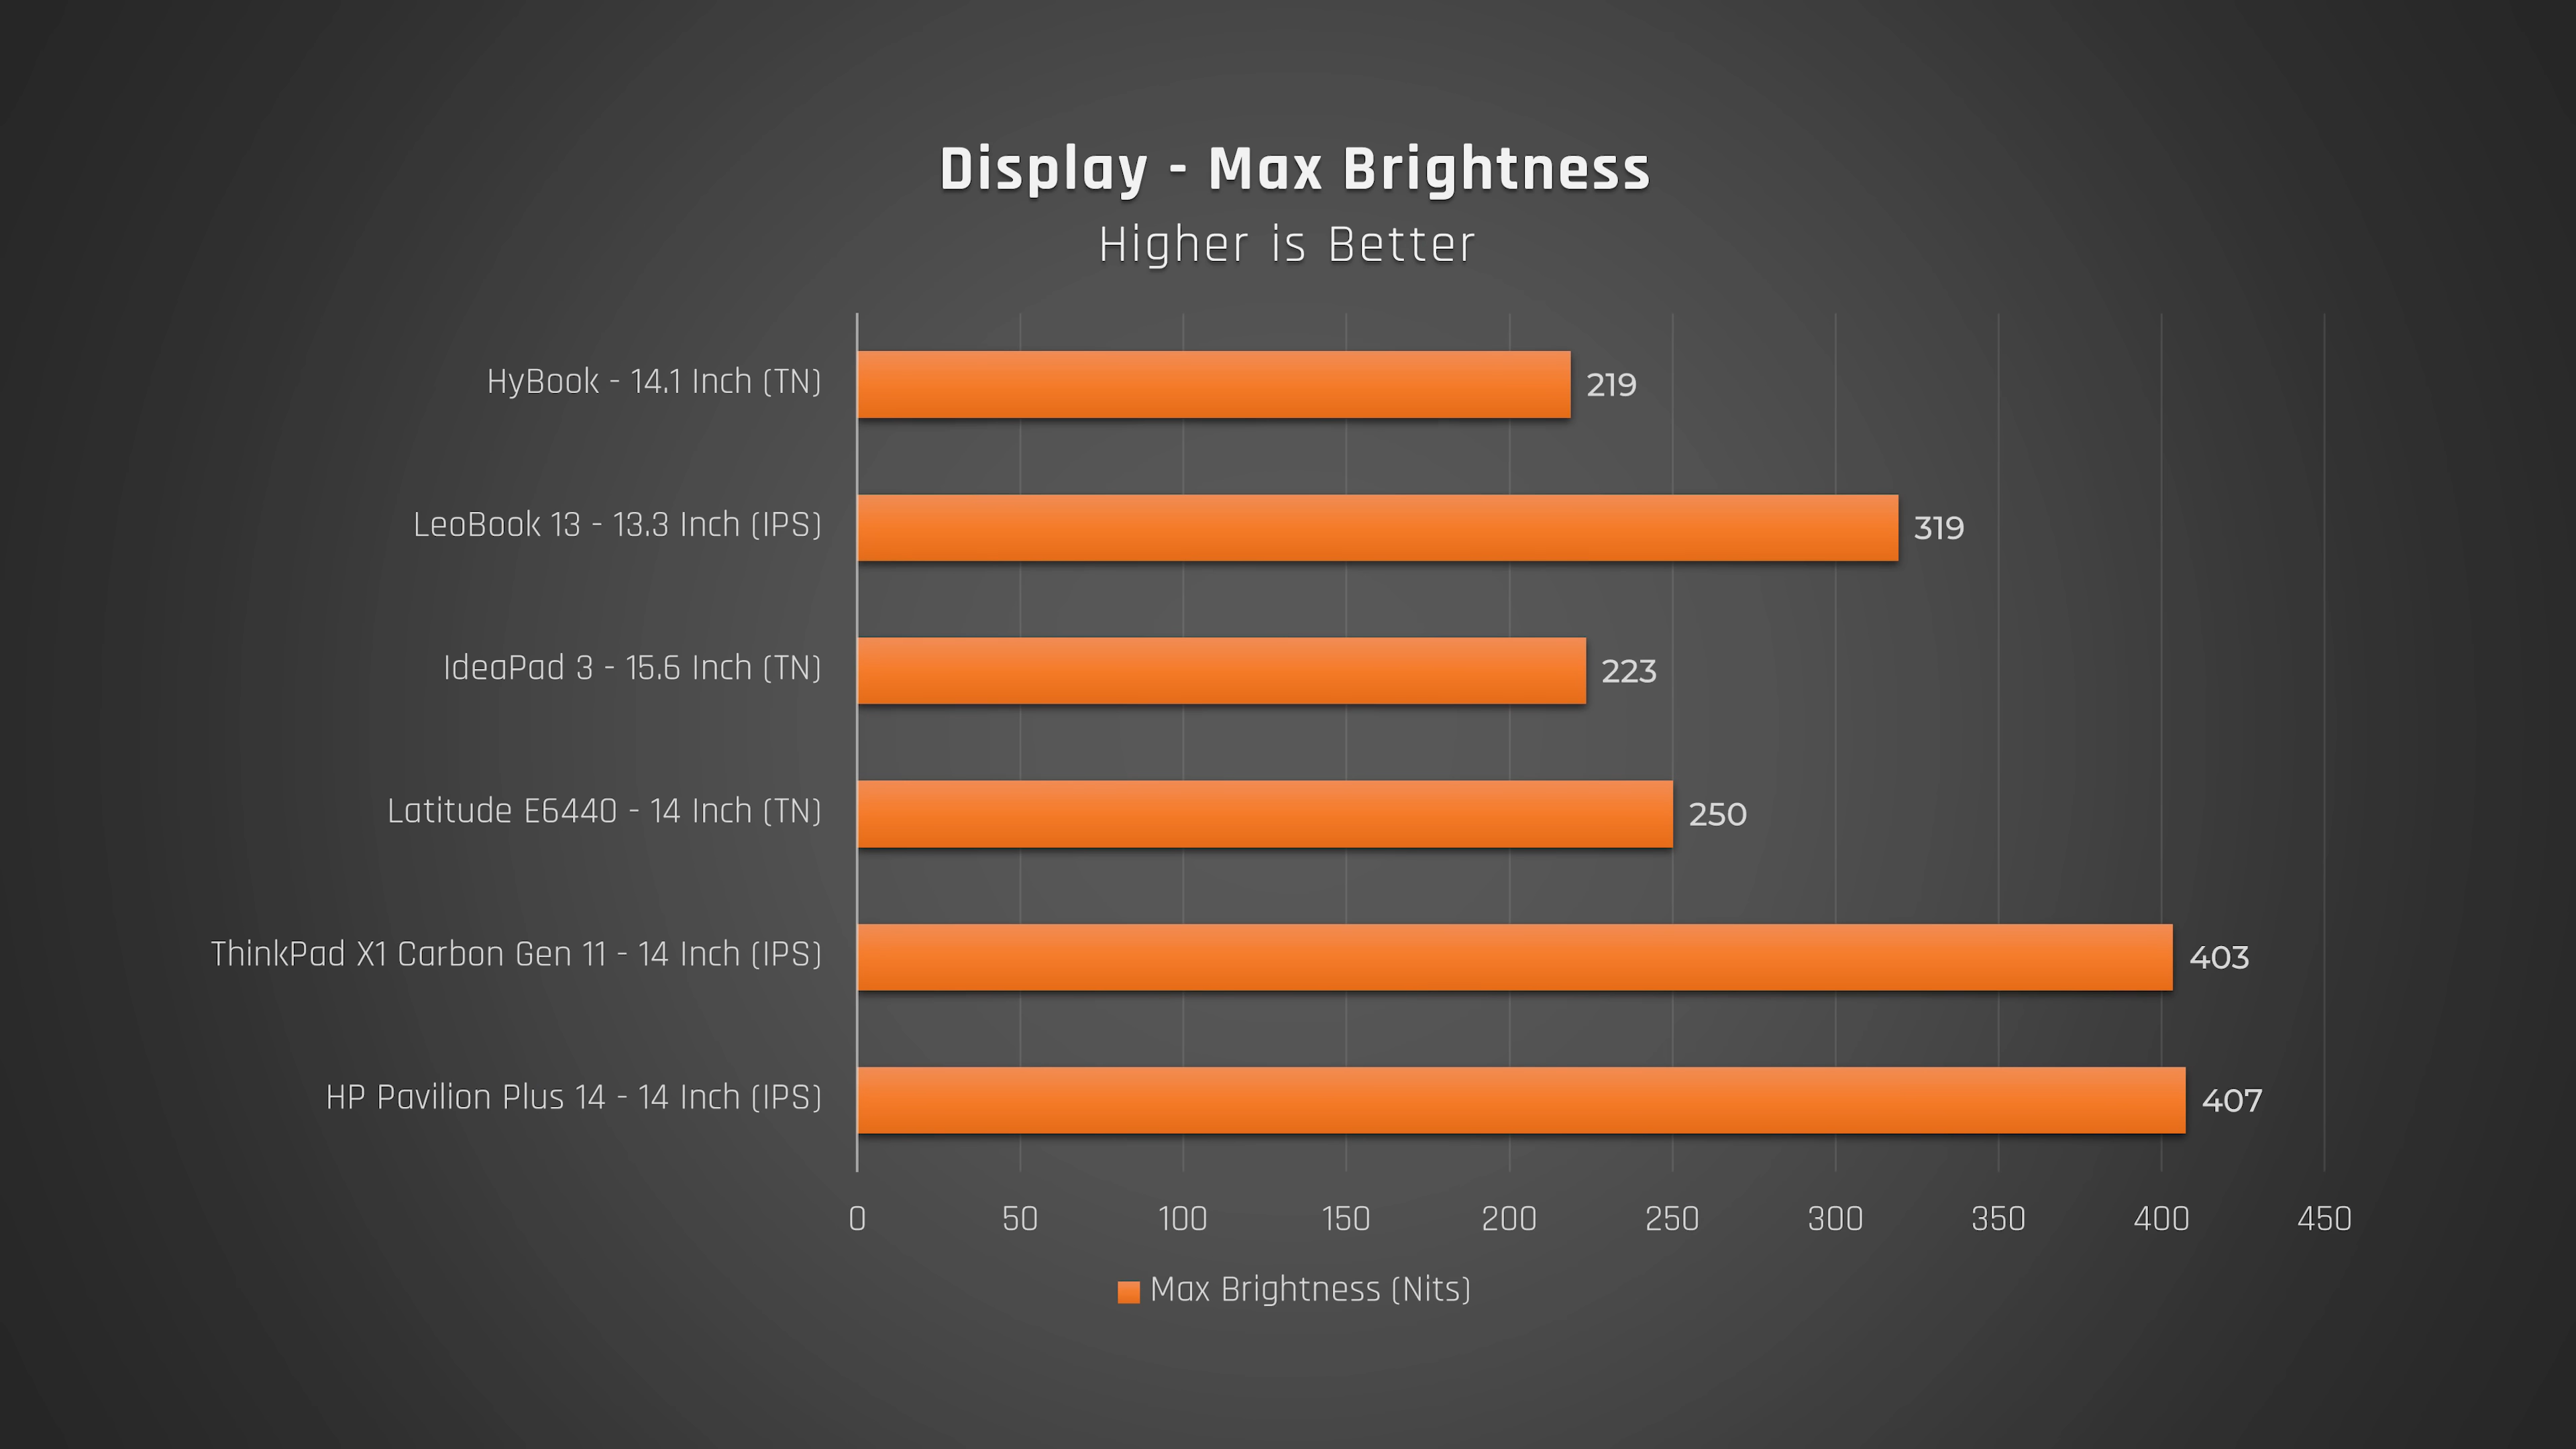 Display - Max Brightness
Higher is Better
HyBook - 14.1 Inch (TN) 219
LeoBook 13 - 13.3 Inch (IPS) 319
IdeaPad 3 - 15.6 Inch (TN) 223
Latitude E6440 - 14 Inch (TN) 250
ThinkPad X1 Carbon Gen 11 - 14 Inch (IPS) 403
HP Pavilion Plus 14 - 14 Inch (IPS) 407
0 50 100 150 200 250 300 350 400 450
Max Brightness (Nits)